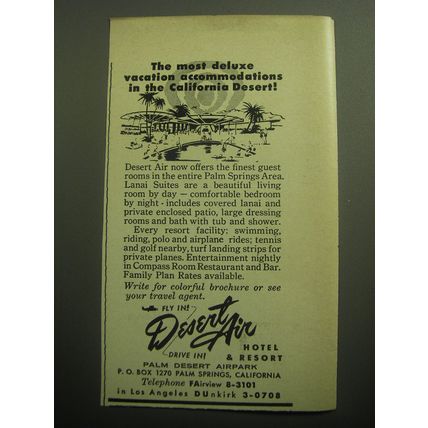 The most deluxe
vacation accommodations
in the California Desert!
Desert Air now offers the finest guest
rooms in the entire Palm Springs Area.
Lanai Suites are a beautiful living
room by day — comfortable bedroom
by night - includes covered lanai and
private enclosed patio, large dressing
rooms and bath with tub and shower.
Every resort facility; swimming,
riding, polo and airplane rides; tennis
and golf nearby, turf landing strips for
private planes. Entertainment nightly
in Compass Room Restaurant and Bar.
Family Plan Rates available.
Write for colorful brochure or see
your travel agent.
FLY IN!
Desert Air
HOTEL
DRIVE IN!
& RESORT
PALM DESERT AIRPARK
P. O. BOX 1270 PALM SPRINGS, CALIFORNIA
Telephone FAirview 8-3101
in Los Angeles DUnkirk 3-0708